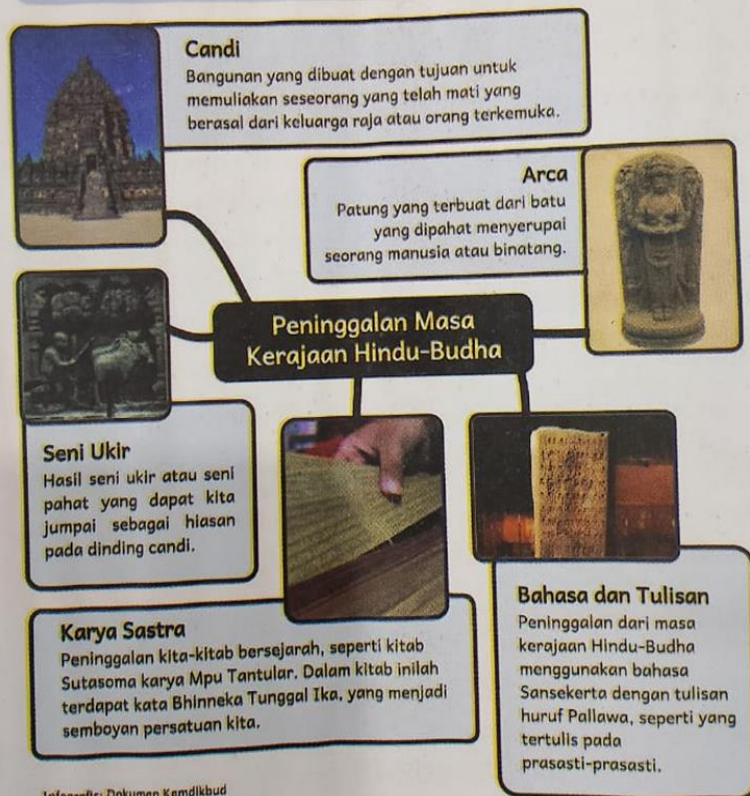 Candi
Bangunan yang dibuat dengan tujuan untuk
memuliakan seseorang yang telah mati yang
berasal dari keluarga raja atau orang terkemuka.
Arca
Patung yang terbuat dari batu
yang dipahat menyerupai
seorang manusia atau binatang.
Peninggalan Masa
Kerajaan Hindu-Budha
Seni Ukir
Hasil seni ukir atau seni
pahat yang dapat kita
jumpai sebagai hiasan
pada dinding candi.
Karya Sastra
Peninggalan kita-kitab bersejarah, seperti kitab
Sutasoma karya Mpu Tantular. Dalam kitab inilah
terdapat kata Bhinneka Tunggal Ika, yang menjadi
semboyan persatuan kita.
Bahasa dan Tulisan
Peninggalan dari masa
kerajaan Hindu-Budha
menggunakan bahasa
Sansekerta dengan tulisan
huruf Pallawa, seperti yang
tertulis pada
prasasti-prasasti.
Infografis: Dokumen Kemdikbud